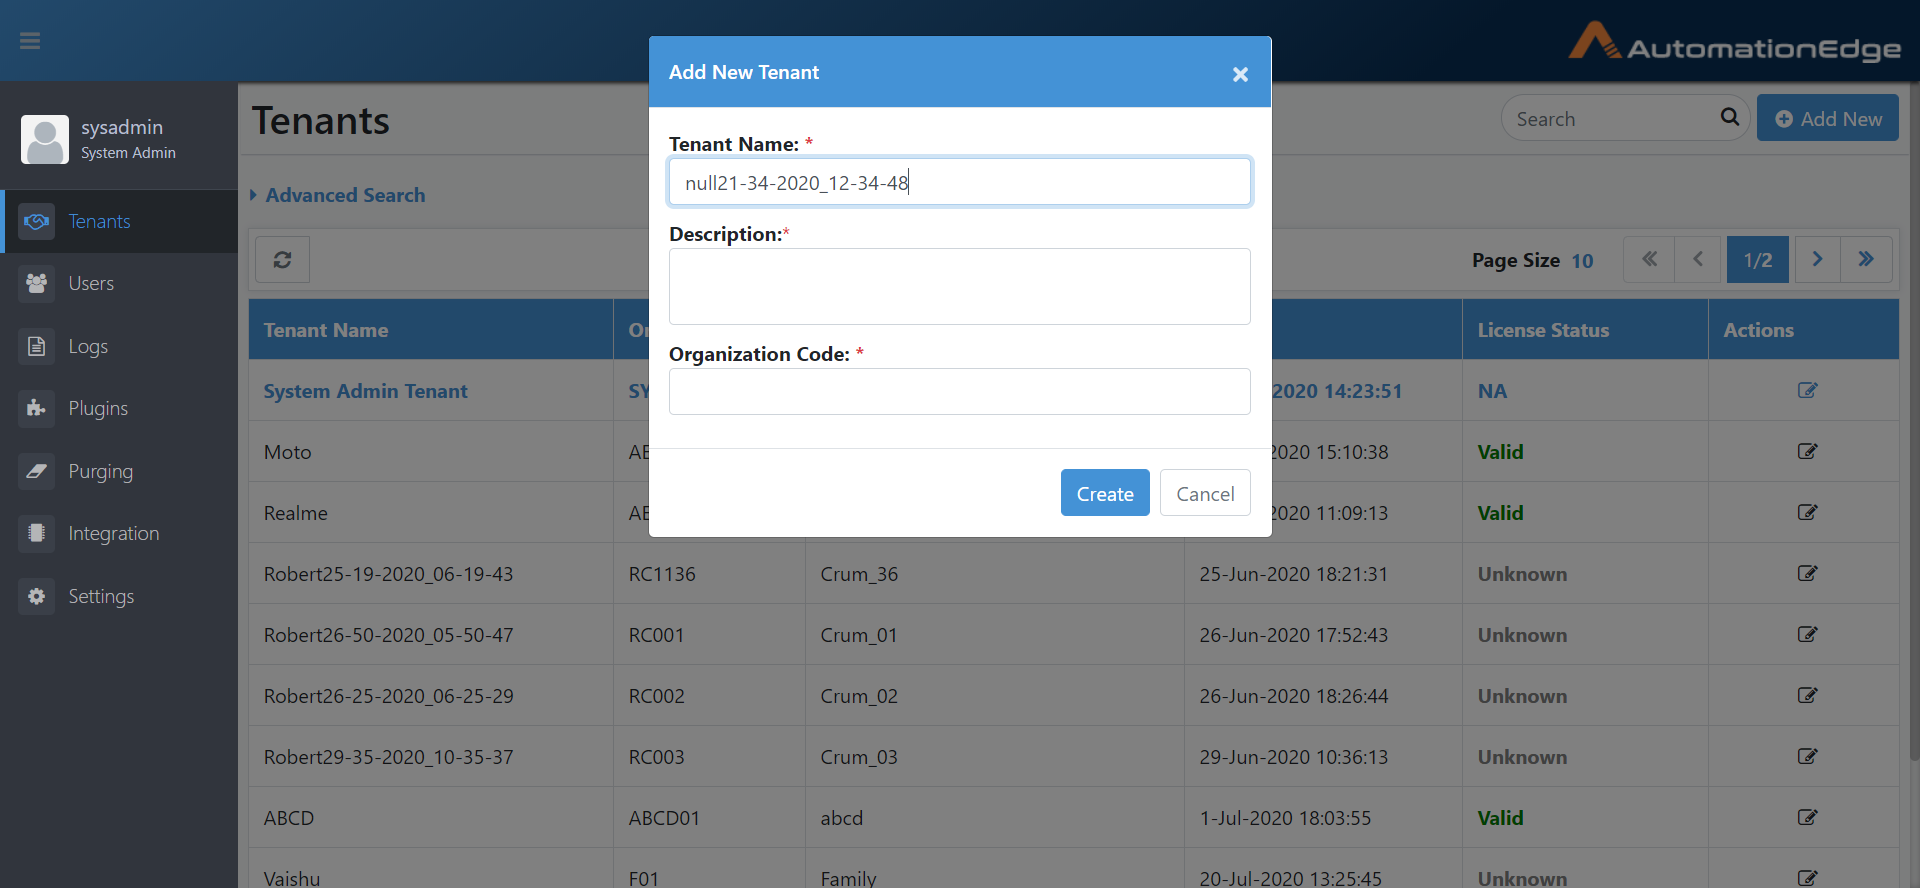 AutomationEdge
sysadmin
System Admin
Tenants
Users
Logs
Plugins
Purging
Integration
Settings
Tenants
Search
Add New
Advanced Search
Page Size 10
1/2
Add New Tenant
Tenant Name: *
null21-34-2020_12-34-48
Description:*
Organization Code: *
Create
Cancel
Tenant Name License Status Actions
System Admin Tenant SY 2020 14:23:51 NA
Moto 2020 15:10:38 Valid
Realme 2020 11:09:13 Valid
Robert25-19-2020_06-19-43 RC1136 Crum_36 25-Jun-2020 18:21:31 Unknown
Robert26-50-2020_05-50-47 RC001 Crum_01 26-Jun-2020 17:52:43 Unknown
Robert26-25-2020_06-25-29 RC002 Crum_02 26-Jun-2020 18:26:44 Unknown
Robert29-35-2020_10-35-37 RC003 Crum_03 29-Jun-2020 10:36:13 Unknown
ABCD ABCD01 abcd 1-Jul-2020 18:03:55 Valid
Vaishu F01 Family 20-Jul-2020 13:25:45 Unknown